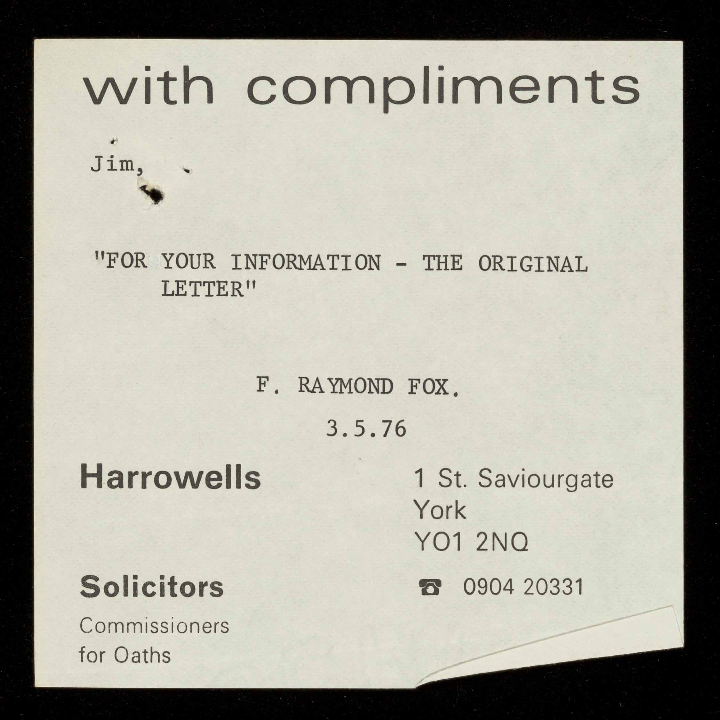 with compliments
Jim,
"FOR YOUR INFORMATION - THE ORIGINAL
LETTER"
F. RAYMOND FOX.
3.5.76
Harrowells
1 St. Saviourgate
York
YO1 2NQ
Solicitors
☎ 0904 20331
Commissioners
for Oaths